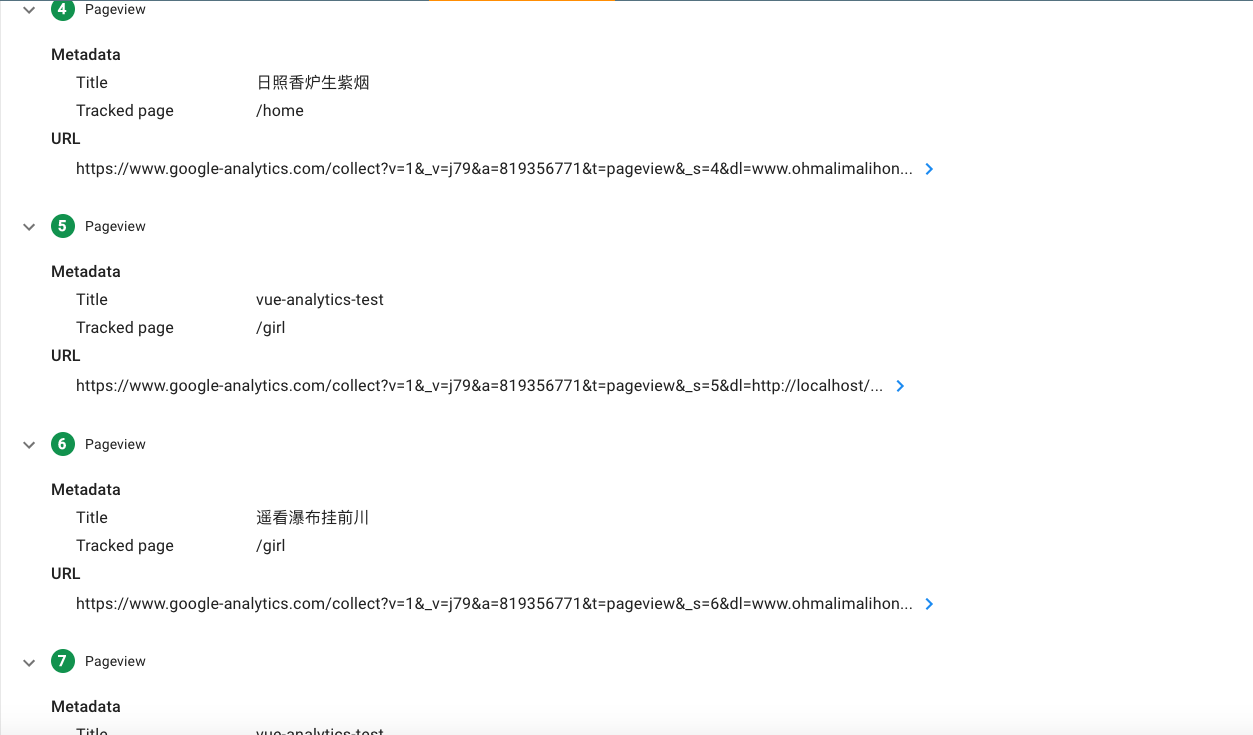 4 Pageview
Metadata
Title 日照香炉生紫烟
Tracked page /home
URL
https://www.google-analytics.com/collect?v=1&_v=j79&a=819356771&t=pageview&_s=4&dl=www.ohmalimalihon...
5 Pageview
Metadata
Title vue-analytics-test
Tracked page /girl
URL
https://www.google-analytics.com/collect?v=1&_v=j79&a=819356771&t=pageview&_s=5&dl=http://localhost/...
6 Pageview
Metadata
Title 遥看瀑布挂前川
Tracked page /girl
URL
https://www.google-analytics.com/collect?v=1&_v=j79&a=819356771&t=pageview&_s=6&dl=www.ohmalimalihon...
7 Pageview
Metadata
Title vue-analytics-test